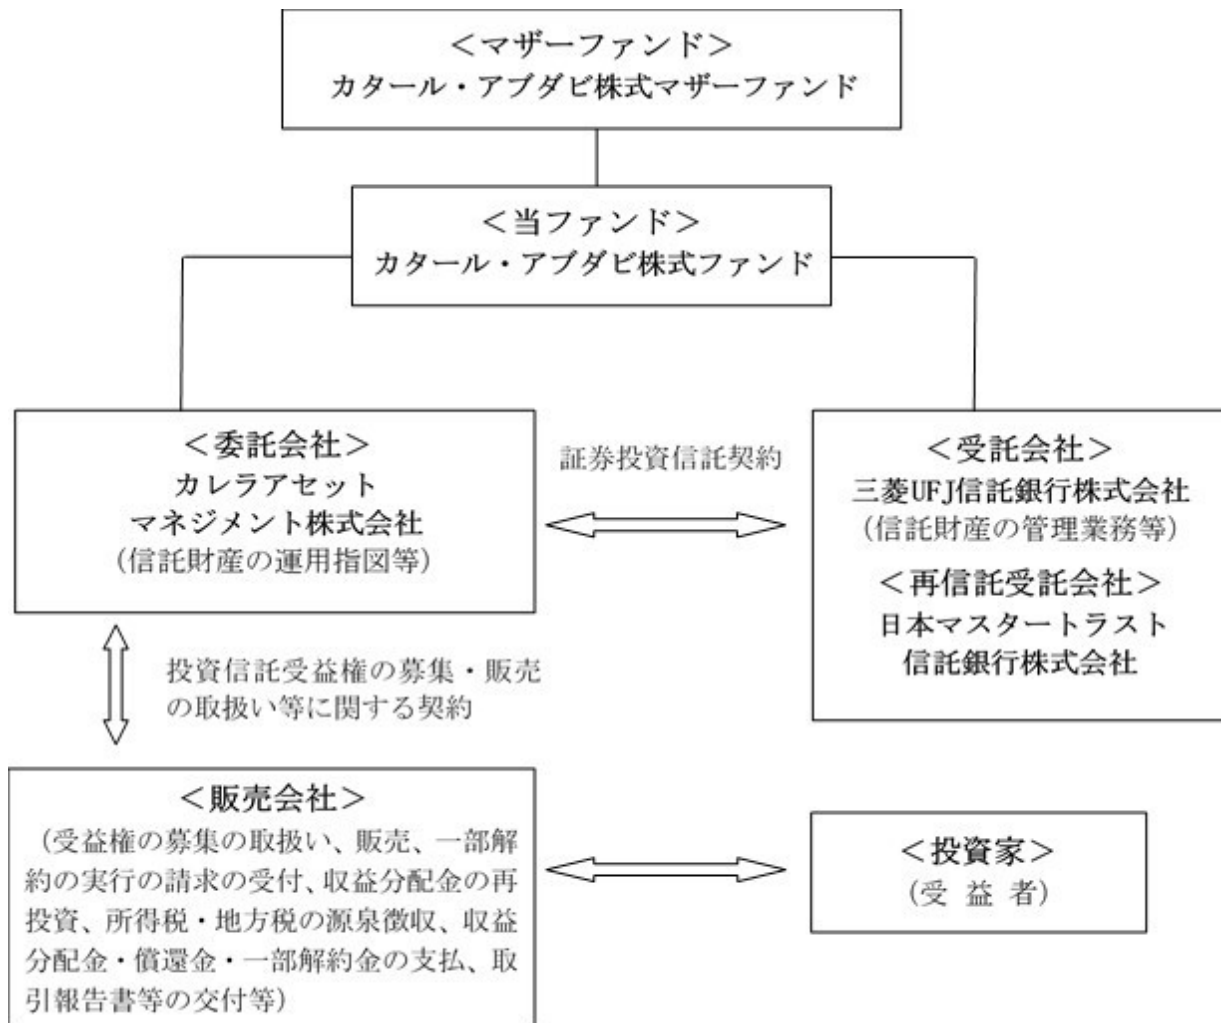 ＜マザーファンド＞
カタール・アブダビ株式マザーファンド
＜当ファンド＞
カタール・アブダビ株式ファンド
＜委託会社＞
カレラアセット
マネジメント株式会社
（信託財産の運用指図等）
証券投資信託契約
＜受託会社＞
三菱UFJ信託銀行株式会社
（信託財産の管理業務等）
＜再信託受託会社＞
日本マスタートラスト
信託銀行株式会社
投資信託受益権の募集・販売
の取扱い等に関する契約
＜販売会社＞
（受益権の募集の取扱い、販売、一部解
約の実行の請求の受付、収益分配金の再
投資、所得税・地方税の源泉徴収、収益
分配金・償還金・一部解約金の支払、取
引報告書等の交付等）
＜投資家＞
（受 益 者）